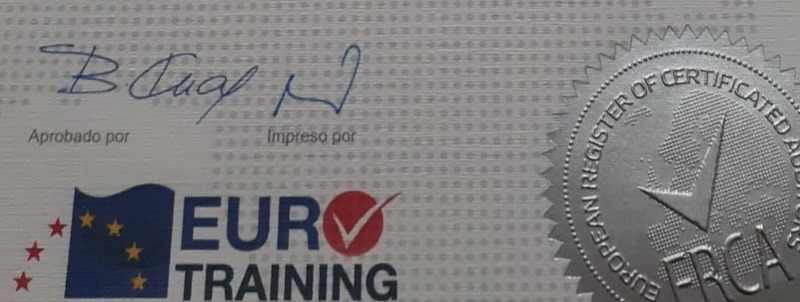 Aprobado por
Impreso por
EURO
TRAINING
EUROPEAN REGISTER OF CERTIFICATED AUDITORS
ERCA